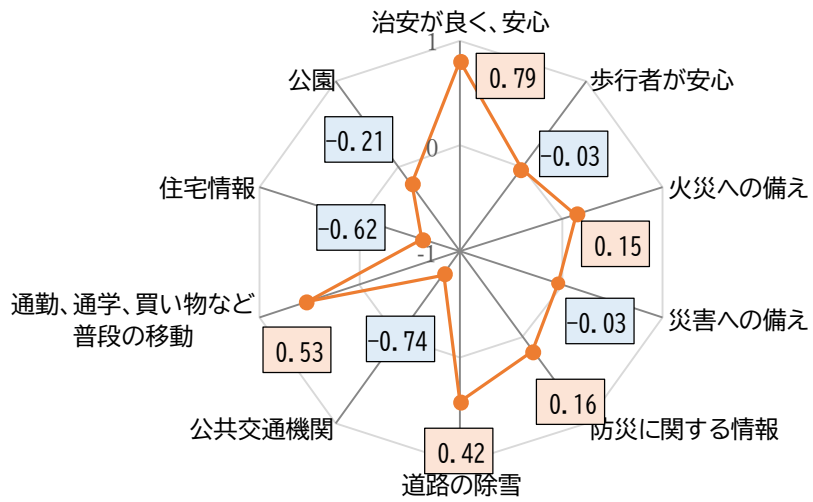 治安が良く、安心
1
0.79
歩行者が安心
公園
-0.21
0
-0.03
住宅情報
火災への備え
-0.62
-1
0.15
通勤、通学、買い物など
普段の移動
0.53
-0.74
-0.03
災害への備え
0.16
公共交通機関
防災に関する情報
0.42
道路の除雪